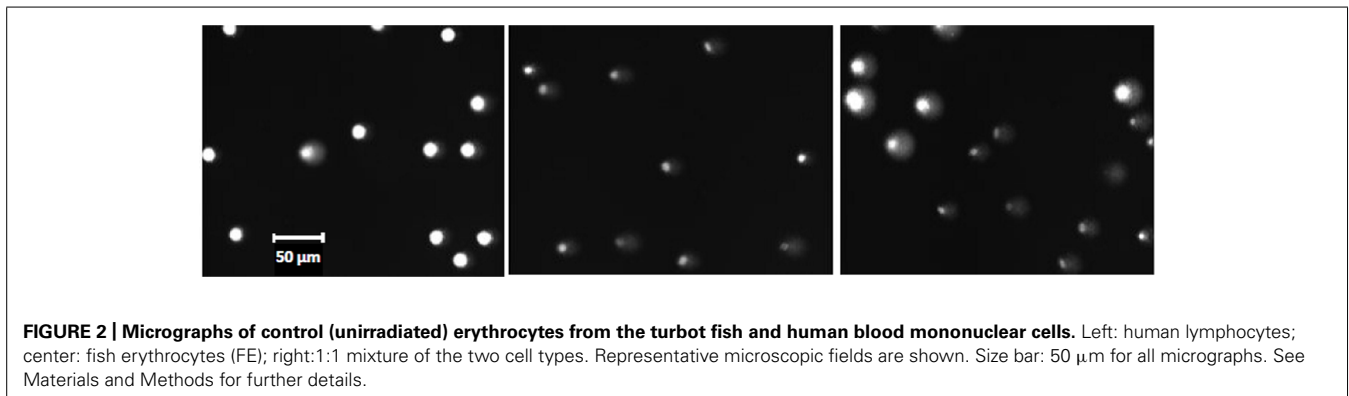 50 μm
FIGURE 2 | Micrographs of control (unirradiated) erythrocytes from the turbot fish and human blood mononuclear cells. Left: human lymphocytes;
center: fish erythrocytes (FE); right:1:1 mixture of the two cell types. Representative microscopic fields are shown. Size bar: 50 μm for all micrographs. See
Materials and Methods for further details.